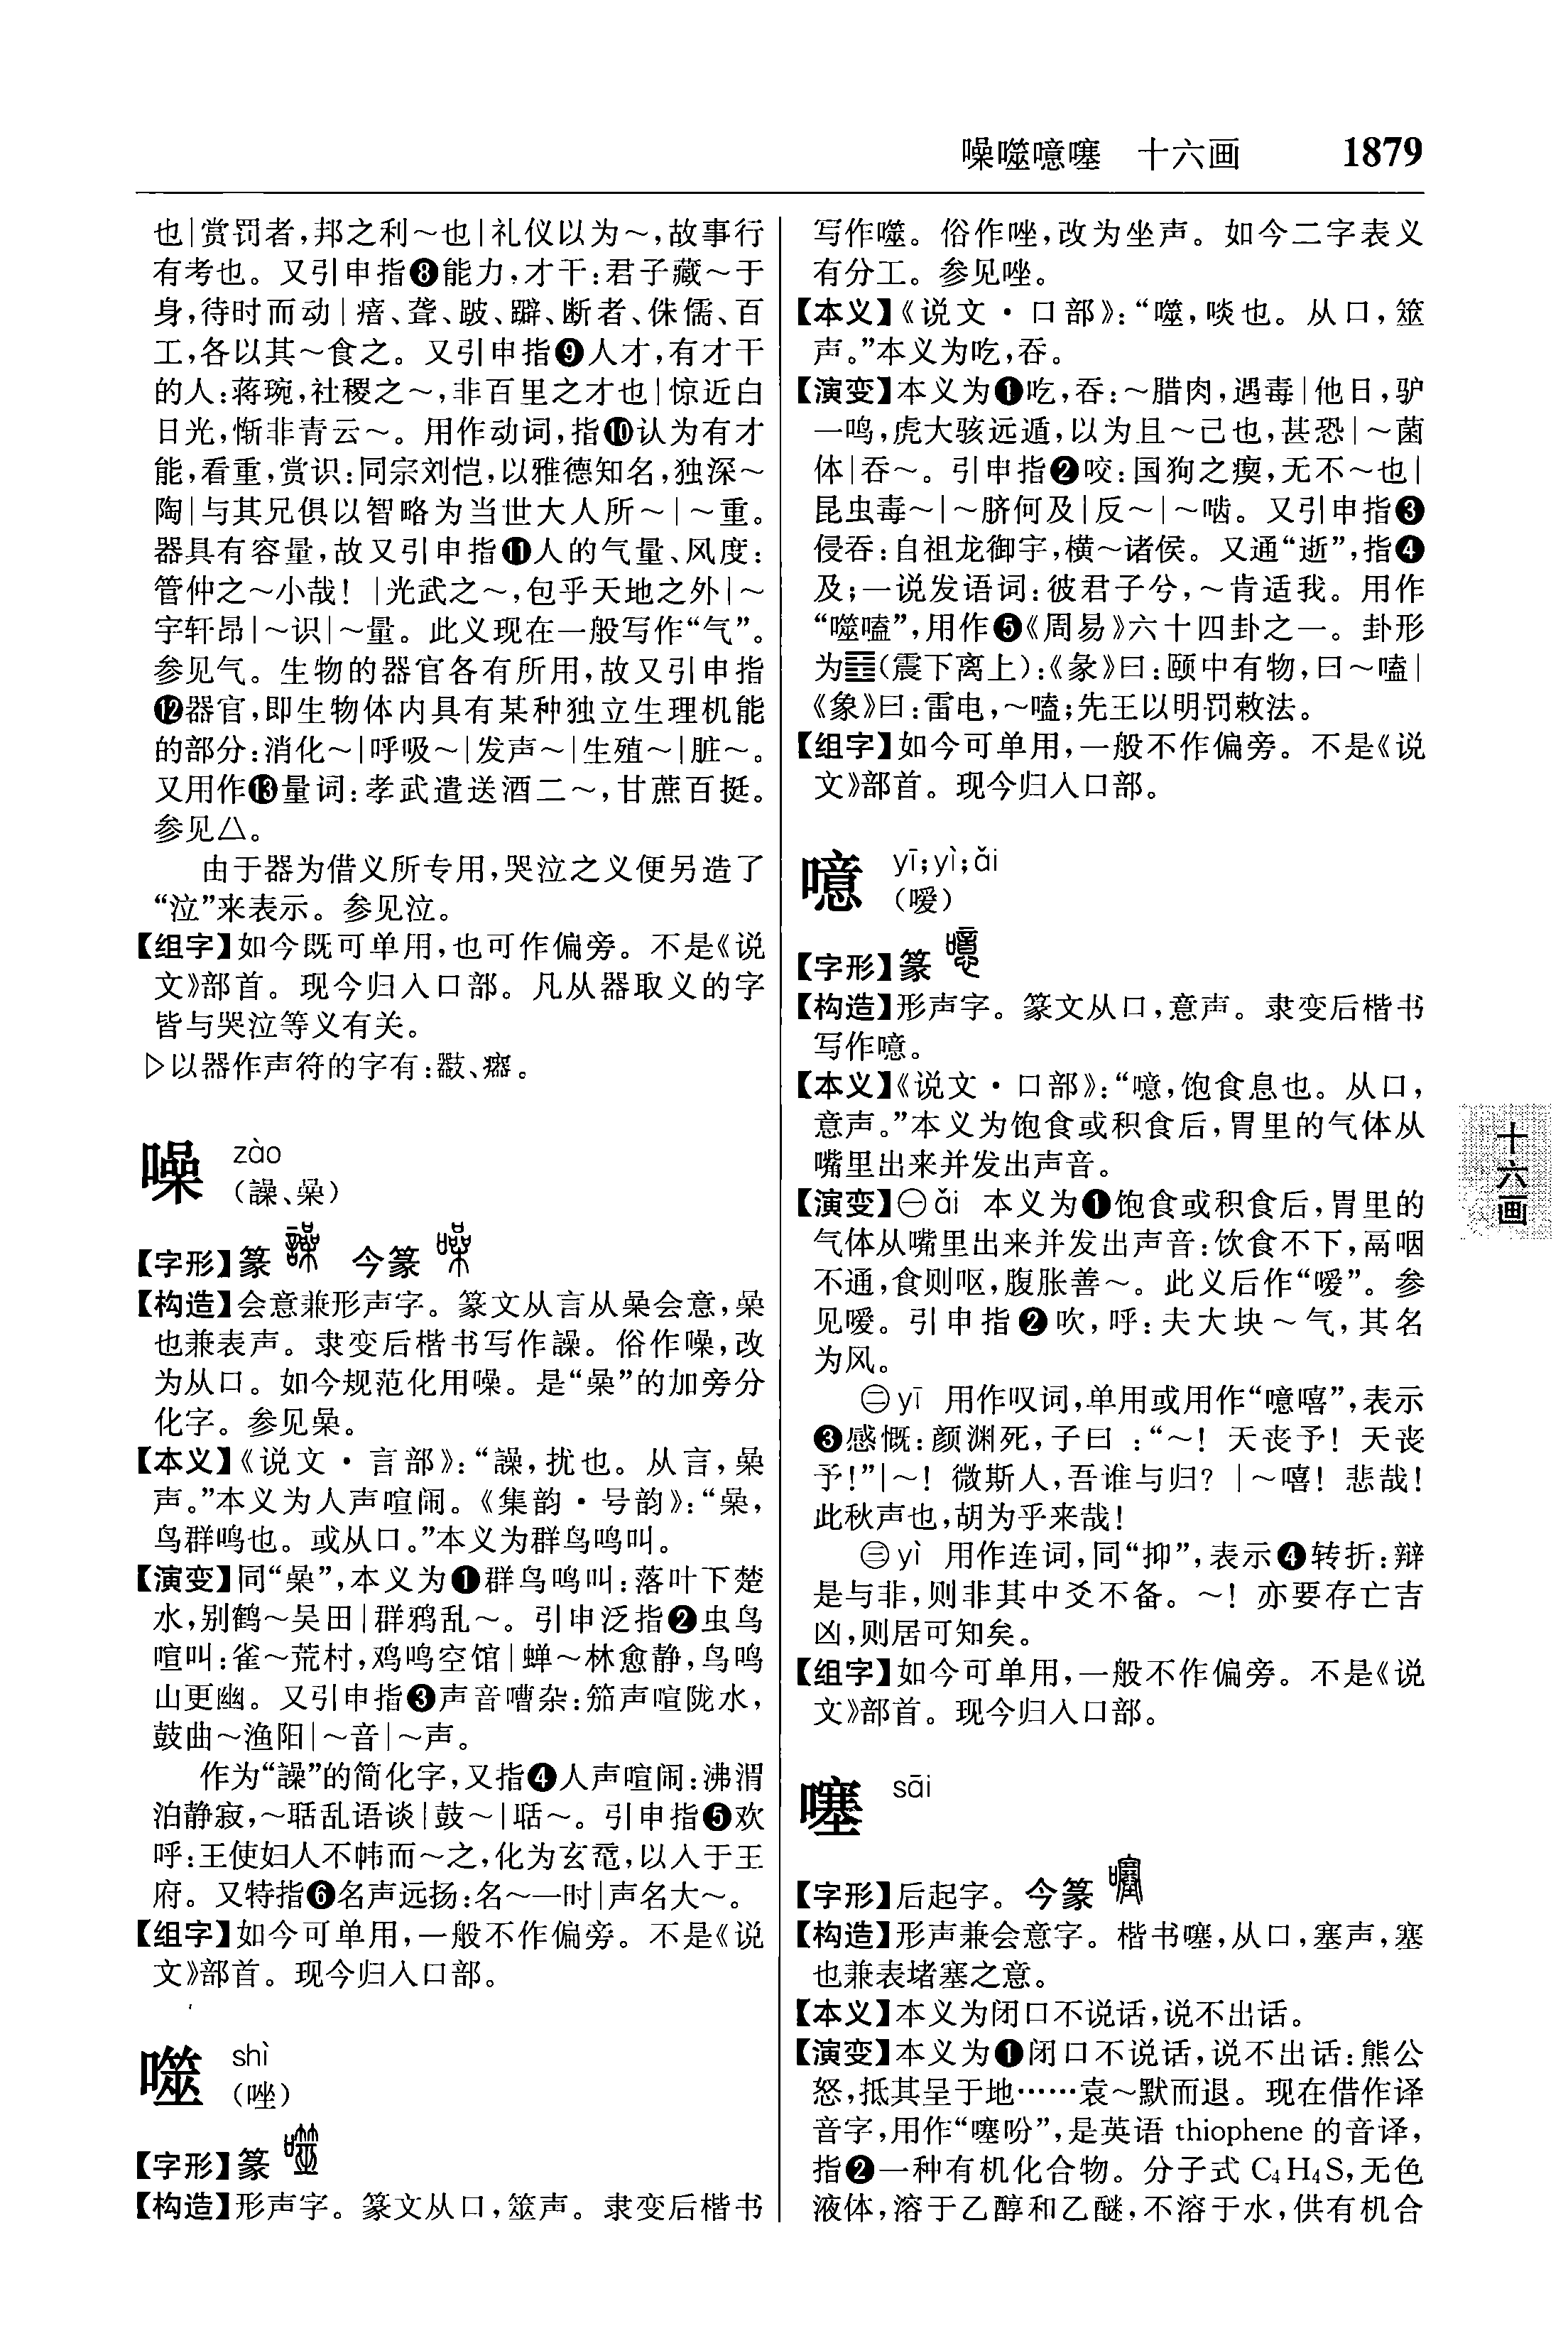 噪噬噫噻　十六画　1879
也|赏罚者,邦之利～也|礼仪以为～,故事行
有考也。又引申指❽能力,才干:君子藏～于
身,待时而动|瘖、聋、跛、躃、断者、侏儒、百
工,各以其～食之。又引申指❾人才,有才干
的人:蒋琬,社稷之～,非百里之才也|惊近白
日光,惭非青云～。用作动词,指❿认为有才
能,看重,赏识:同宗刘恺,以雅德知名,独深～
陶|与其兄俱以智略为当世大人所～|～重。
器具有容量,故又引申指⓫人的气量、风度:
管仲之～小哉! |光武之～,包乎天地之外|～
宇轩昂|～识|～量。此义现在一般写作“气”。
参见气。生物的器官各有所用,故又引申指
⓬器官,即生物体内具有某种独立生理机能
的部分:消化～|呼吸～|发声～|生殖～|脏～。
又用作⓭量词:孝武遣送酒二～,甘蔗百挺。
参见亼。
由于器为借义所专用,哭泣之义便另造了
“泣”来表示。参见泣。
【组字】如今既可单用,也可作偏旁。不是《说
文》部首。现今归入口部。凡从器取义的字
皆与哭泣等义有关。
▷以器作声符的字有:㗊、㿑。
噪 zào
(譟、喿)
【字形】篆　今篆
【构造】会意兼形声字。篆文从言从喿会意,喿
也兼表声。隶变后楷书写作譟。俗作噪,改
为从口。如今规范化用噪。是“喿”的加旁分
化字。参见喿。
【本义】《说文·言部》:“譟,扰也。从言,喿
声。”本义为人声喧闹。《集韵·号韵》:“喿,
鸟群鸣也。或从口。”本义为群鸟鸣叫。
【演变】同“喿”,本义为❶群鸟鸣叫:落叶下楚
水,别鹤～吴田|群鸦乱～。引申泛指❷虫鸟
喧叫:雀～荒村,鸡鸣空馆|蝉～林愈静,鸟鸣
山更幽。又引申指❸声音嘈杂:笳声喧陇水,
鼓曲～渔阳|～音|～声。
作为“譟”的简化字,又指❹人声喧闹:沸渭
泊静寂,～聒乱语谈|鼓～|聒～。引申指❺欢
呼:王使妇人不帏而～之,化为玄鼋,以入于王
府。又特指❻名声远扬:名～一时|声名大～。
【组字】如今可单用,一般不作偏旁。不是《说
文》部首。现今归入口部。
噬 shì
(㖶)
【字形】篆
【构造】形声字。篆文从口,筮声。隶变后楷书
写作噬。俗作㖶,改为坐声。如今二字表义
有分工。参见㖶。
【本义】《说文·口部》:“噬,啖也。从口,筮
声。”本义为吃,吞。
【演变】本义为❶吃,吞:～腊肉,遇毒|他日,驴
一鸣,虎大骇远遁,以为且～己也,甚恐|～菌
体|吞～。引申指❷咬:国狗之瘈,无不～也|
昆虫毒～|～脐何及|反～|～啮。又引申指❸
侵吞:自祖龙御宇,横～诸侯。又通“逝”,指❹
及;一说发语词:彼君子兮,～肯适我。用作
“噬嗑”,用作❺《周易》六十四卦之一。卦形
为䷔(震下离上):《彖》曰:颐中有物,曰～嗑|
《象》曰:雷电,～嗑;先王以明罚敕法。
【组字】如今可单用,一般不作偏旁。不是《说
文》部首。现今归入口部。
噫 yī;yì;ǎi
(嗳)
【字形】篆
【构造】形声字。篆文从口,意声。隶变后楷书
写作噫。
【本义】《说文·口部》:“噫,饱食息也。从口,
意声。”本义为饱食或积食后,胃里的气体从
嘴里出来并发出声音。
【演变】㊀ǎi 本义为❶饱食或积食后,胃里的
气体从嘴里出来并发出声音:饮食不下,鬲咽
不通,食则呕,腹胀善～。此义后作“嗳”。参
见嗳。引申指❷吹,呼:夫大块～气,其名
为风。
㊁yī 用作叹词,单用或用作“噫嘻”,表示
❸感慨:颜渊死,子曰:“～! 天丧予! 天丧
予!”|～! 微斯人,吾谁与归? |～嘻! 悲哉!
此秋声也,胡为乎来哉!
㊂yì 用作连词,同“抑”,表示❹转折:辩
是与非,则非其中爻不备。～! 亦要存亡吉
凶,则居可知矣。
【组字】如今可单用,一般不作偏旁。不是《说
文》部首。现今归入口部。
噻 sāi
【字形】后起字。今篆
【构造】形声兼会意字。楷书噻,从口,塞声,塞
也兼表堵塞之意。
【本义】本义为闭口不说话,说不出话。
【演变】本义为❶闭口不说话,说不出话:熊公
怒,抵其呈于地……袁～默而退。现在借作译
音字,用作“噻吩”,是英语 thiophene 的音译,
指❷一种有机化合物。分子式 C₄H₄S,无色
液体,溶于乙醇和乙醚,不溶于水,供有机合
十六画